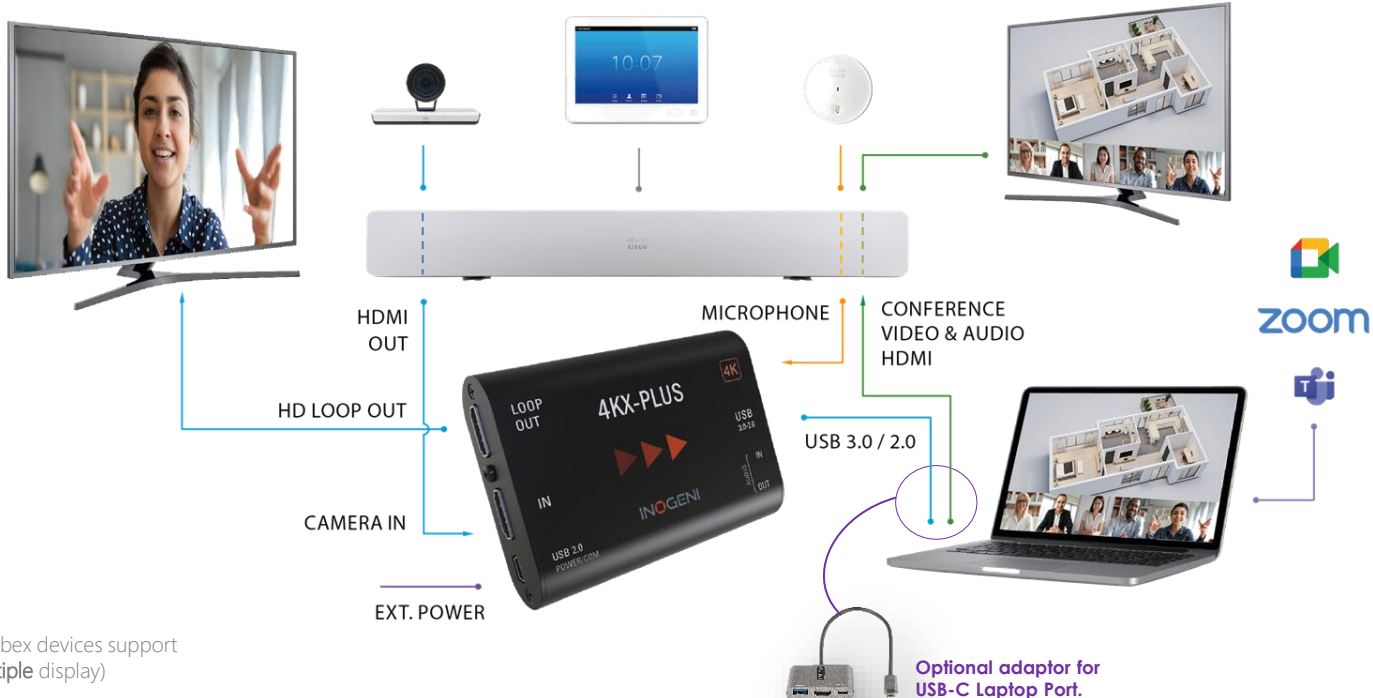 10:07
CISCO
HDMI
OUT
MICROPHONE
CONFERENCE
VIDEO & AUDIO
HDMI
zoom
T
HD LOOP OUT
LOOP
OUT
4KX-PLUS
4K
USB
3.0-2.0
IN
AUDIO
OUT
IN
INOGENI
USB 2.0
POWER/COM
USB 3.0 / 2.0
CAMERA IN
EXT. POWER
bex devices support
tiple display)
Optional adaptor for
USB-C Laptop Port.